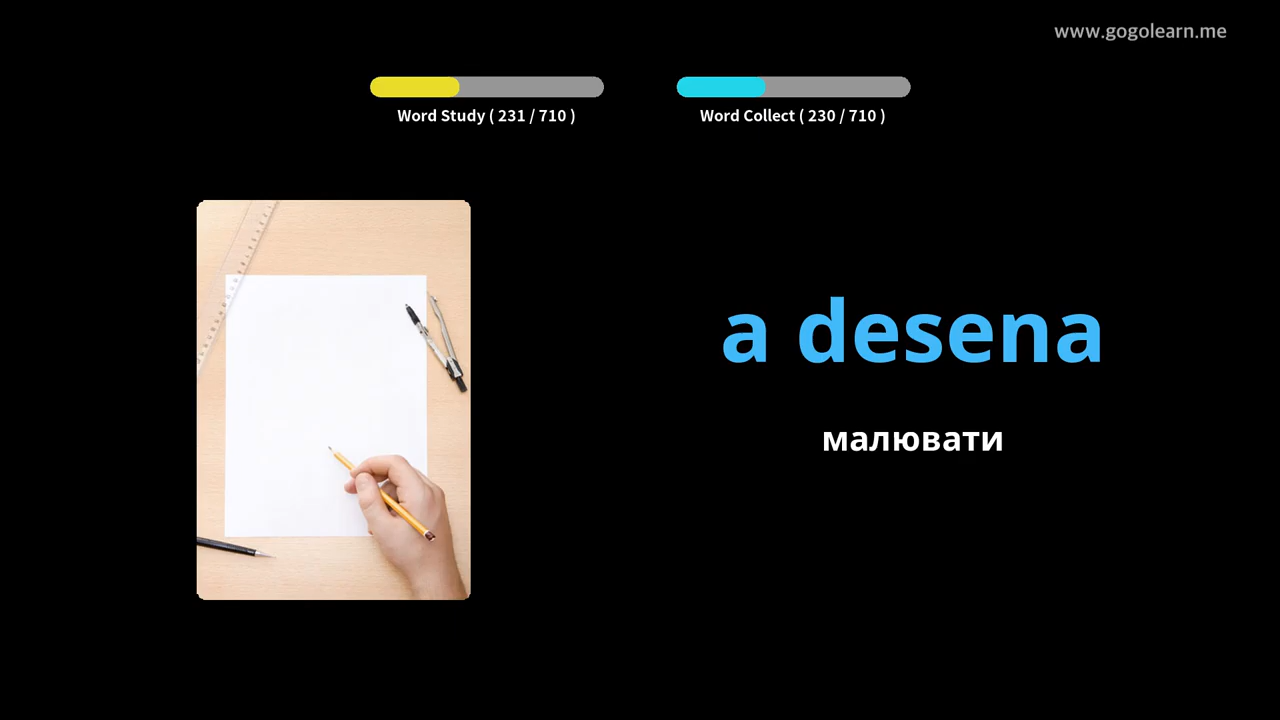 www.gogolearn.me
Word Study ( 231 / 710 )
Word Collect ( 230 / 710 )
a desena
малювати